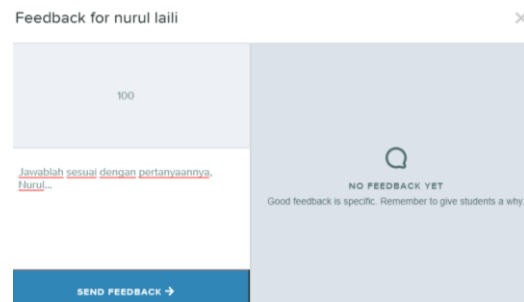 Feedback for nurul laili
100
Jawablah sesuai dengan pertanyaannya,
Nurul...
NO FEEDBACK YET
Good feedback is specific. Remember to give students a why.
SEND FEEDBACK →